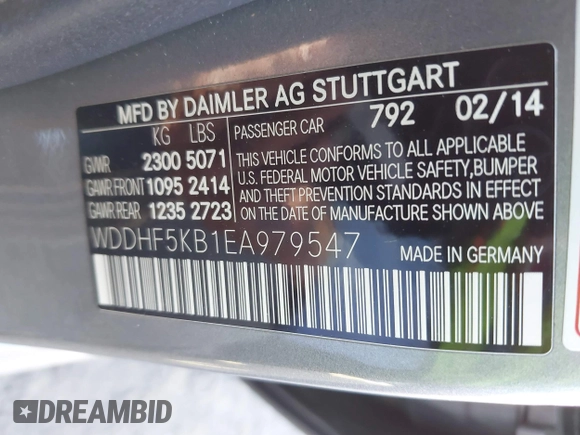 MFD BY DAIMLER AG STUTTGART
KG LBS PASSENGER CAR 792 02/14
GVWR 2300 5071
GAWR FRONT 1095 2414
GAWR REAR 1235 2723
THIS VEHICLE CONFORMS TO ALL APPLICABLE
U.S. FEDERAL MOTOR VEHICLE SAFETY, BUMPER
AND THEFT PREVENTION STANDARDS IN EFFECT
ON THE DATE OF MANUFACTURE SHOWN ABOVE
WDDHF5KB1EA979547 MADE IN GERMANY
DREAMBID